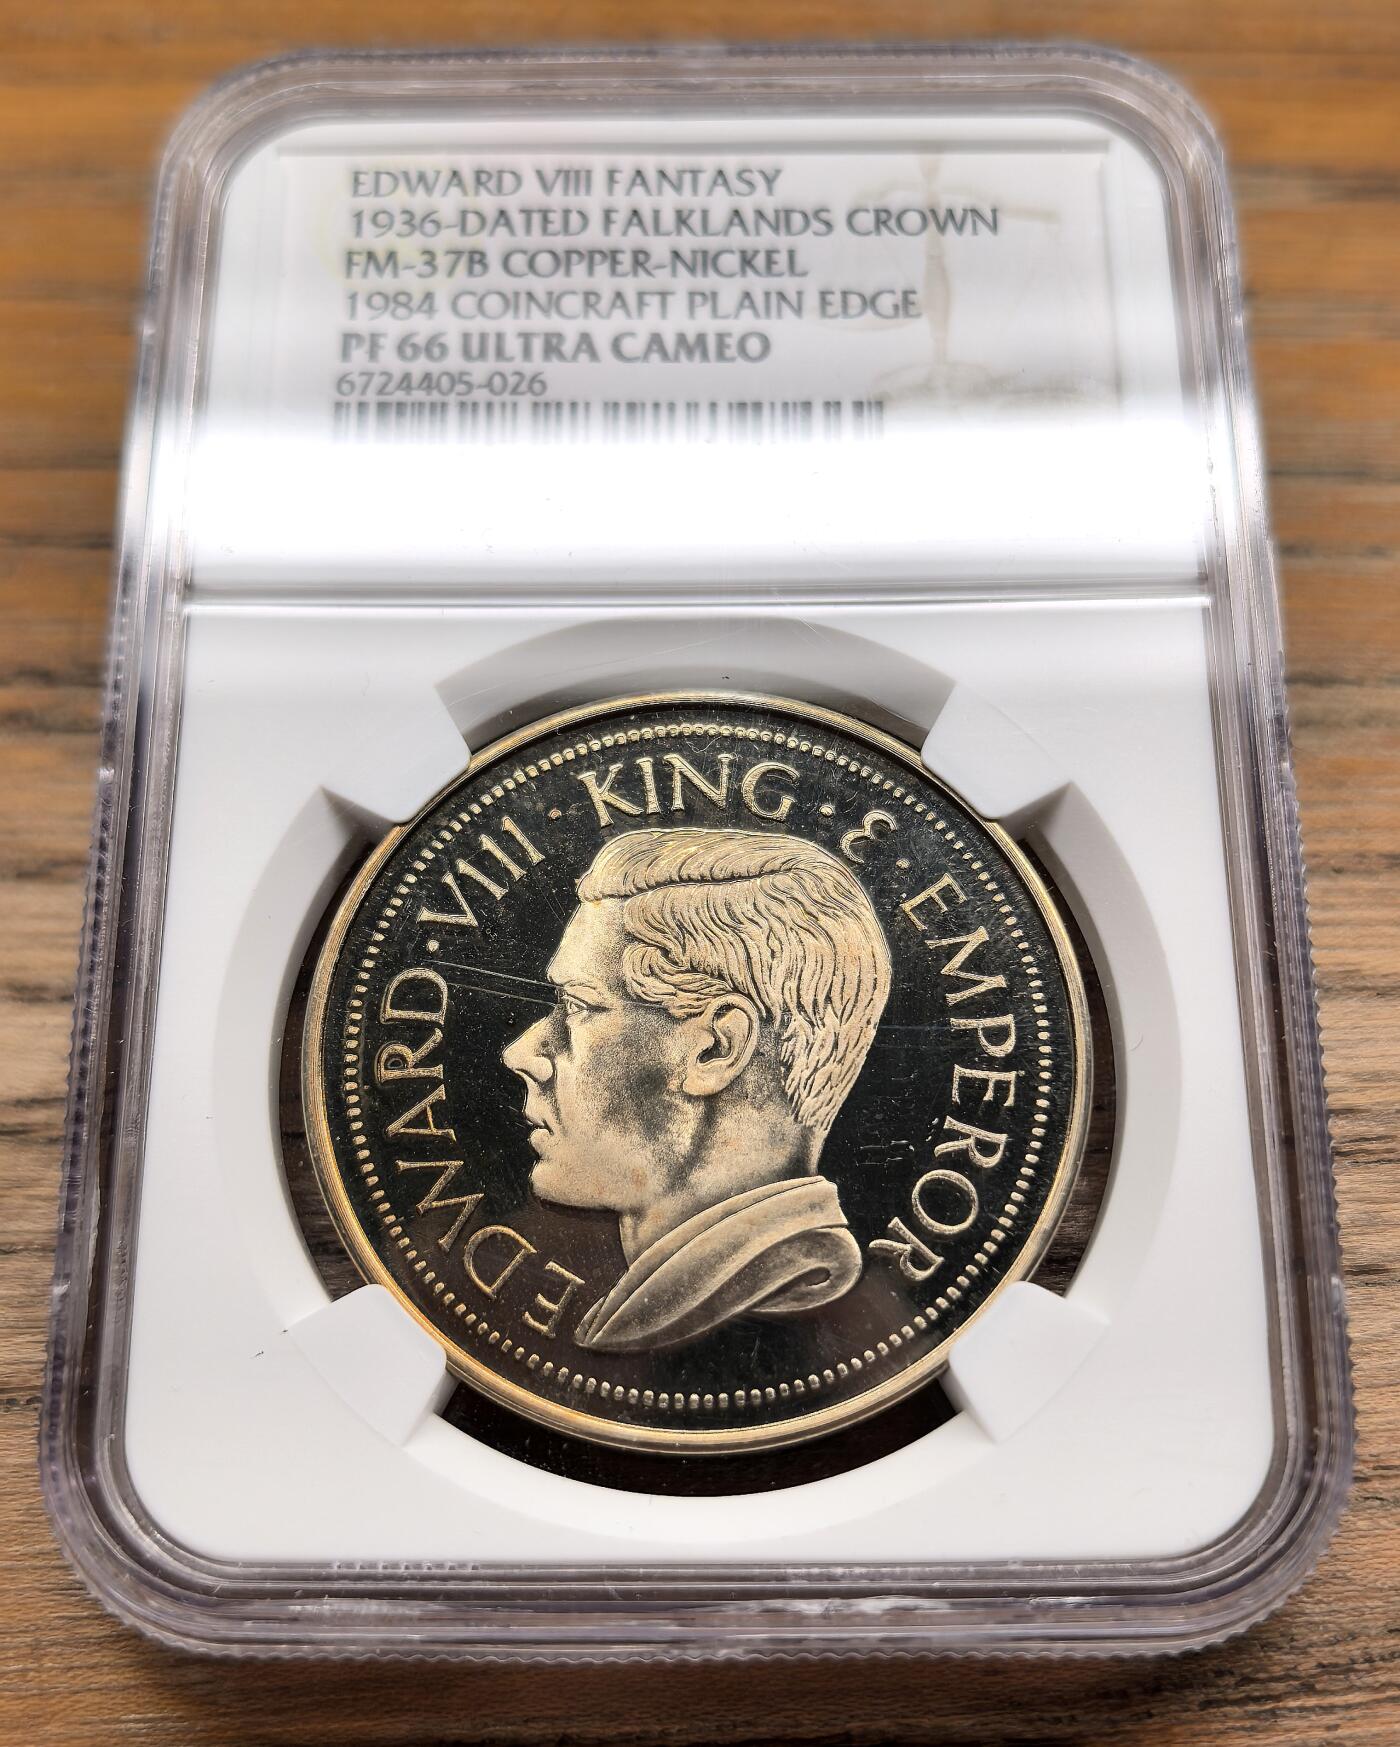 EDWARD VIII FANTASY
1936-DATED FALKLANDS CROWN
FM-37B COPPER-NICKEL
1984 COINCRAFT PLAIN EDGE
PF 66 ULTRA CAMEO
6724405-026
EDWARD · VIII · KING · & · EMPEROR